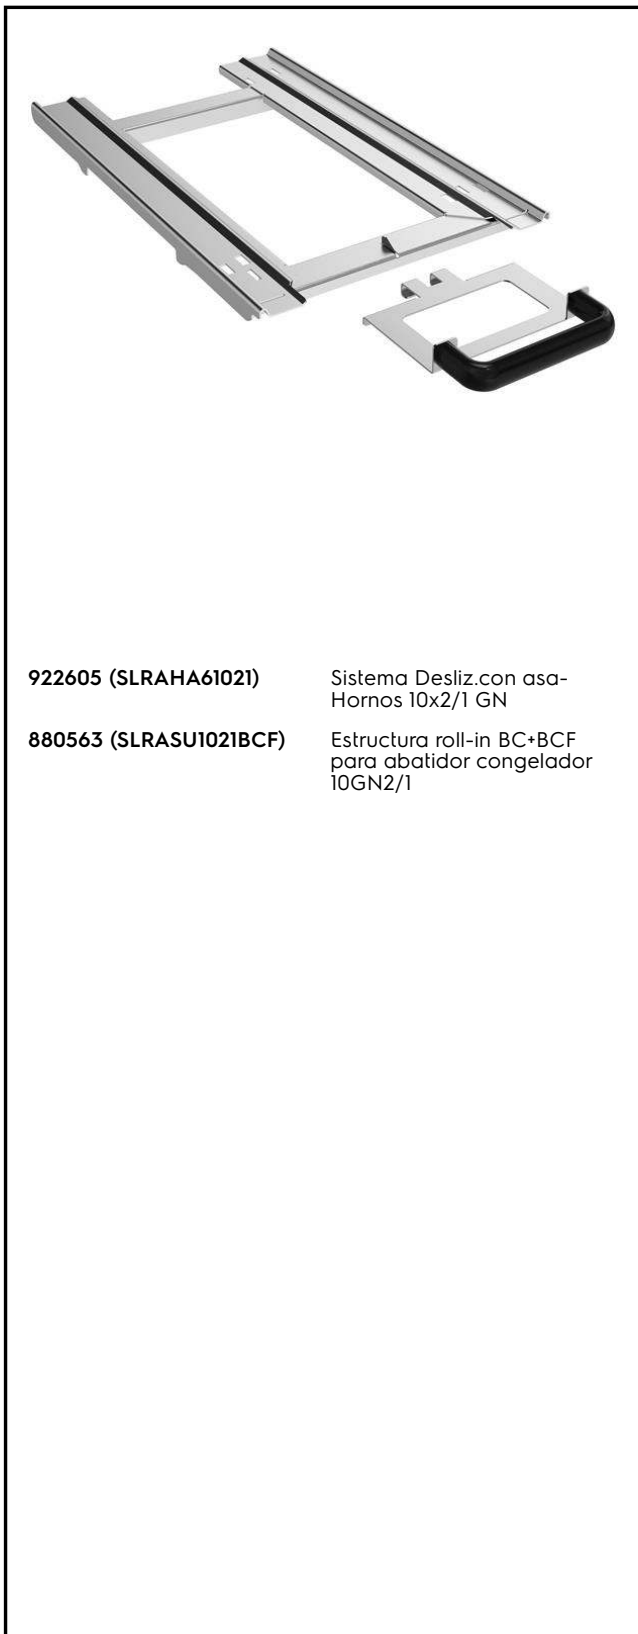 922605 (SLRAHA61021) Sistema Desliz.con asa-
Hornos 10x2/1 GN
880563 (SLRASU1021BCF) Estructura roll-in BC+BCF
para abatidor congelador
10GN2/1